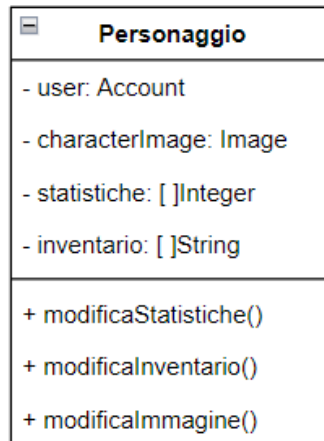 Personaggio
- user: Account
- characterImage: Image
- statistiche: [ ]Integer
- inventario: [ ]String
+ modificaStatistiche()
+ modificaInventario()
+ modificaImmagine()